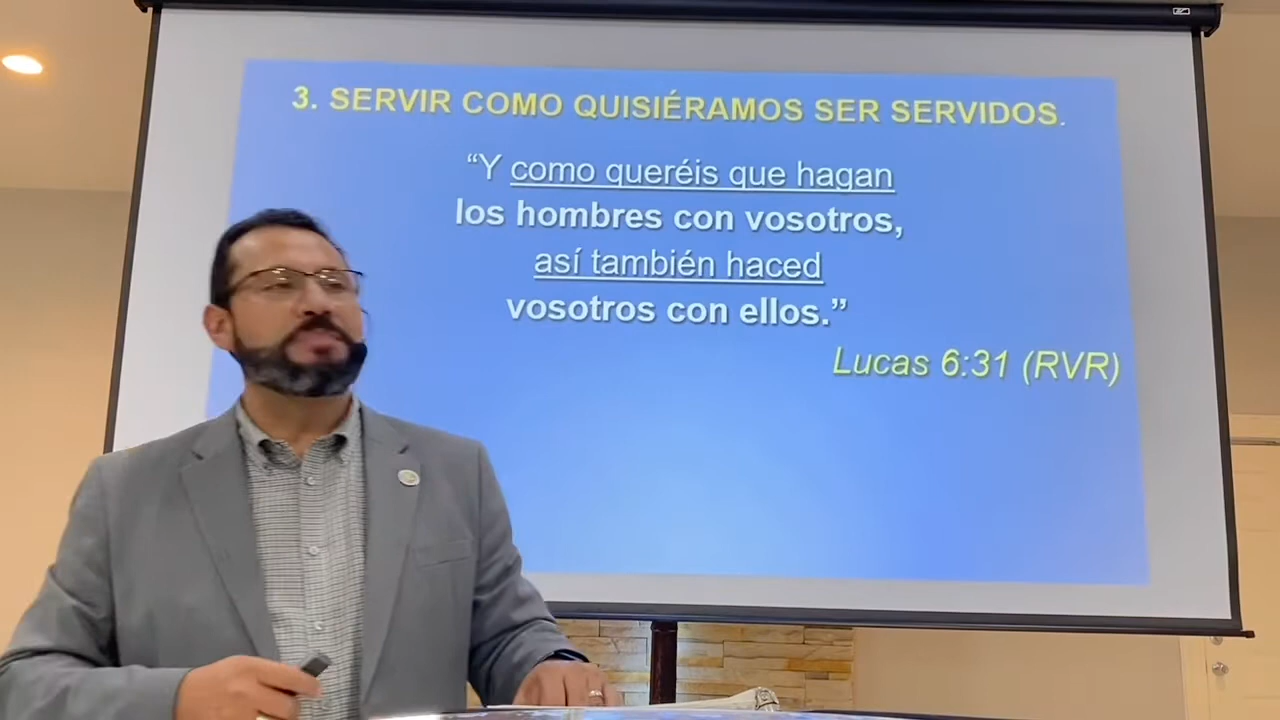 3. SERVIR COMO QUISIÉRAMOS SER SERVIDOS.
“Y como queréis que hagan
los hombres con vosotros,
así también haced
vosotros con ellos.”
Lucas 6:31 (RVR)